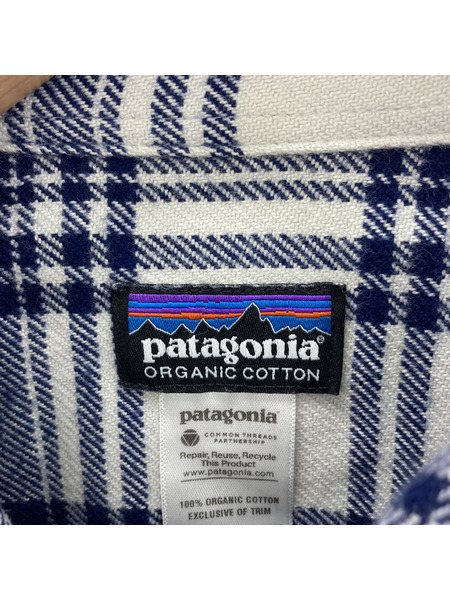 patagonia®
ORGANIC COTTON
patagonia®
COMMON THREADS
PARTNERSHIP
Repair, Reuse, Recycle
This Product
www.patagonia.com
100% ORGANIC COTTON
EXCLUSIVE OF TRIM